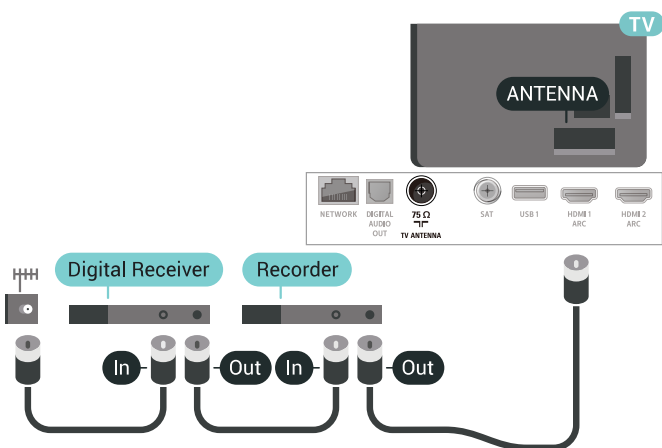 TV
ANTENNA
NETWORK
DIGITAL
AUDIO
OUT
75 Ω
TV ANTENNA
SAT
USB 1
HDMI 1
ARC
HDMI 2
ARC
Digital Receiver
Recorder
In
Out
In
Out